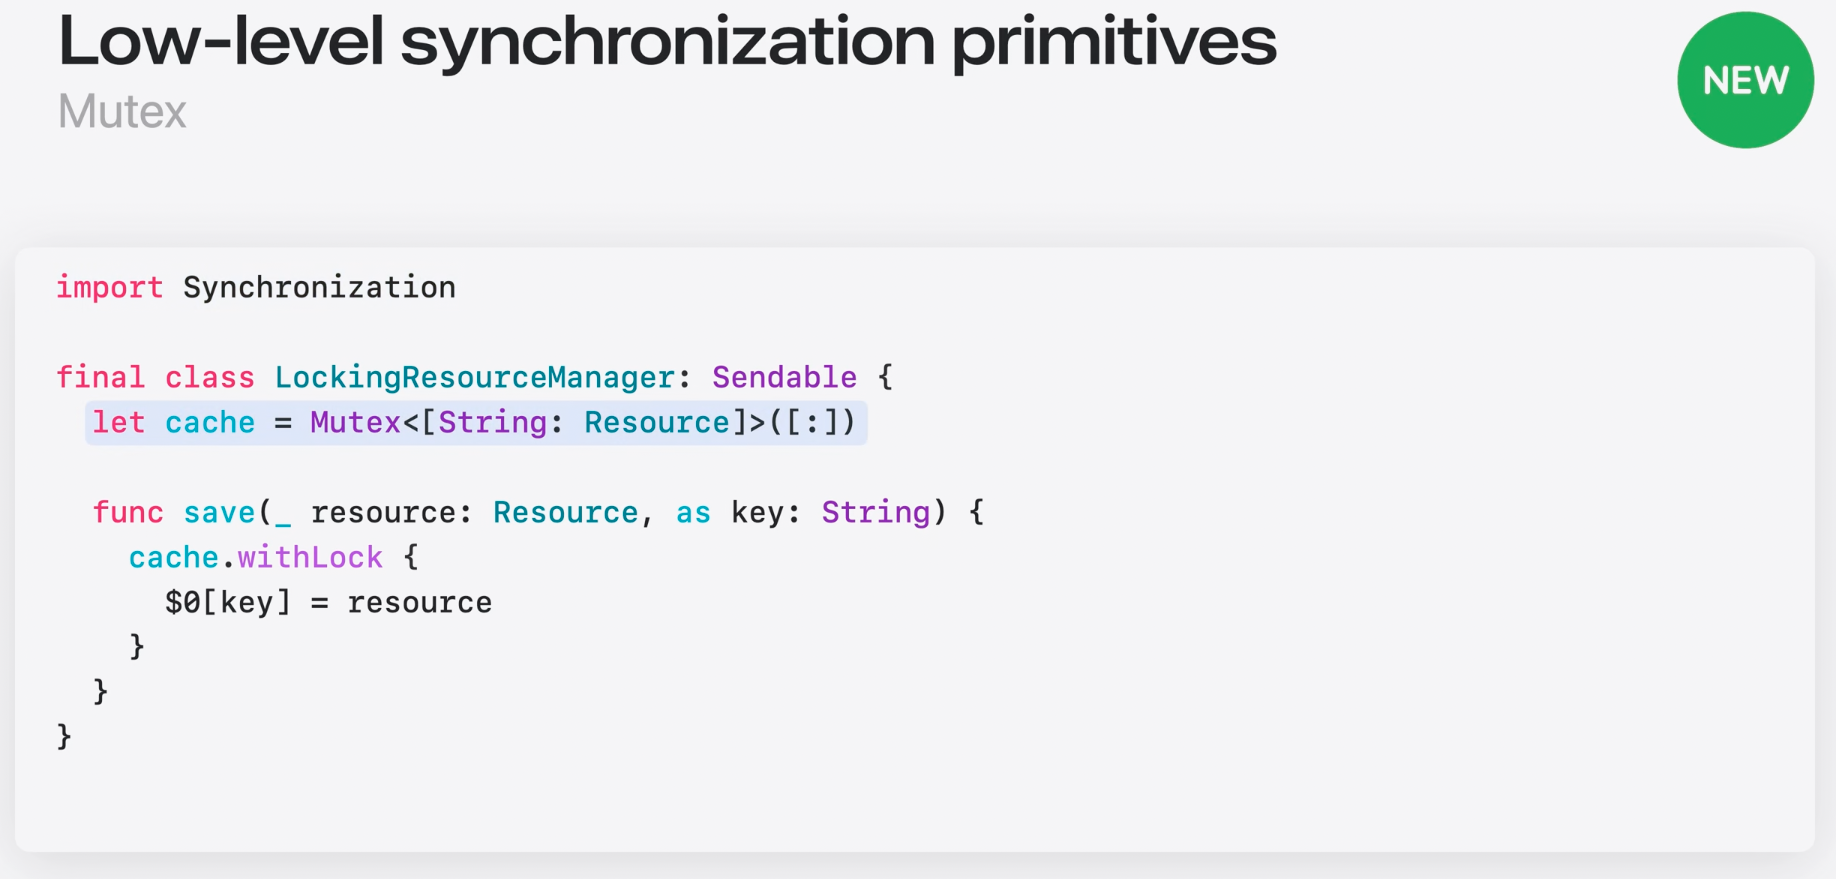 Low-level synchronization primitives
Mutex
NEW
import Synchronization
final class LockingResourceManager: Sendable {
  let cache = Mutex<[String: Resource]>([:])
  func save(_ resource: Resource, as key: String) {
    cache.withLock {
      $0[key] = resource
    }
  }
}